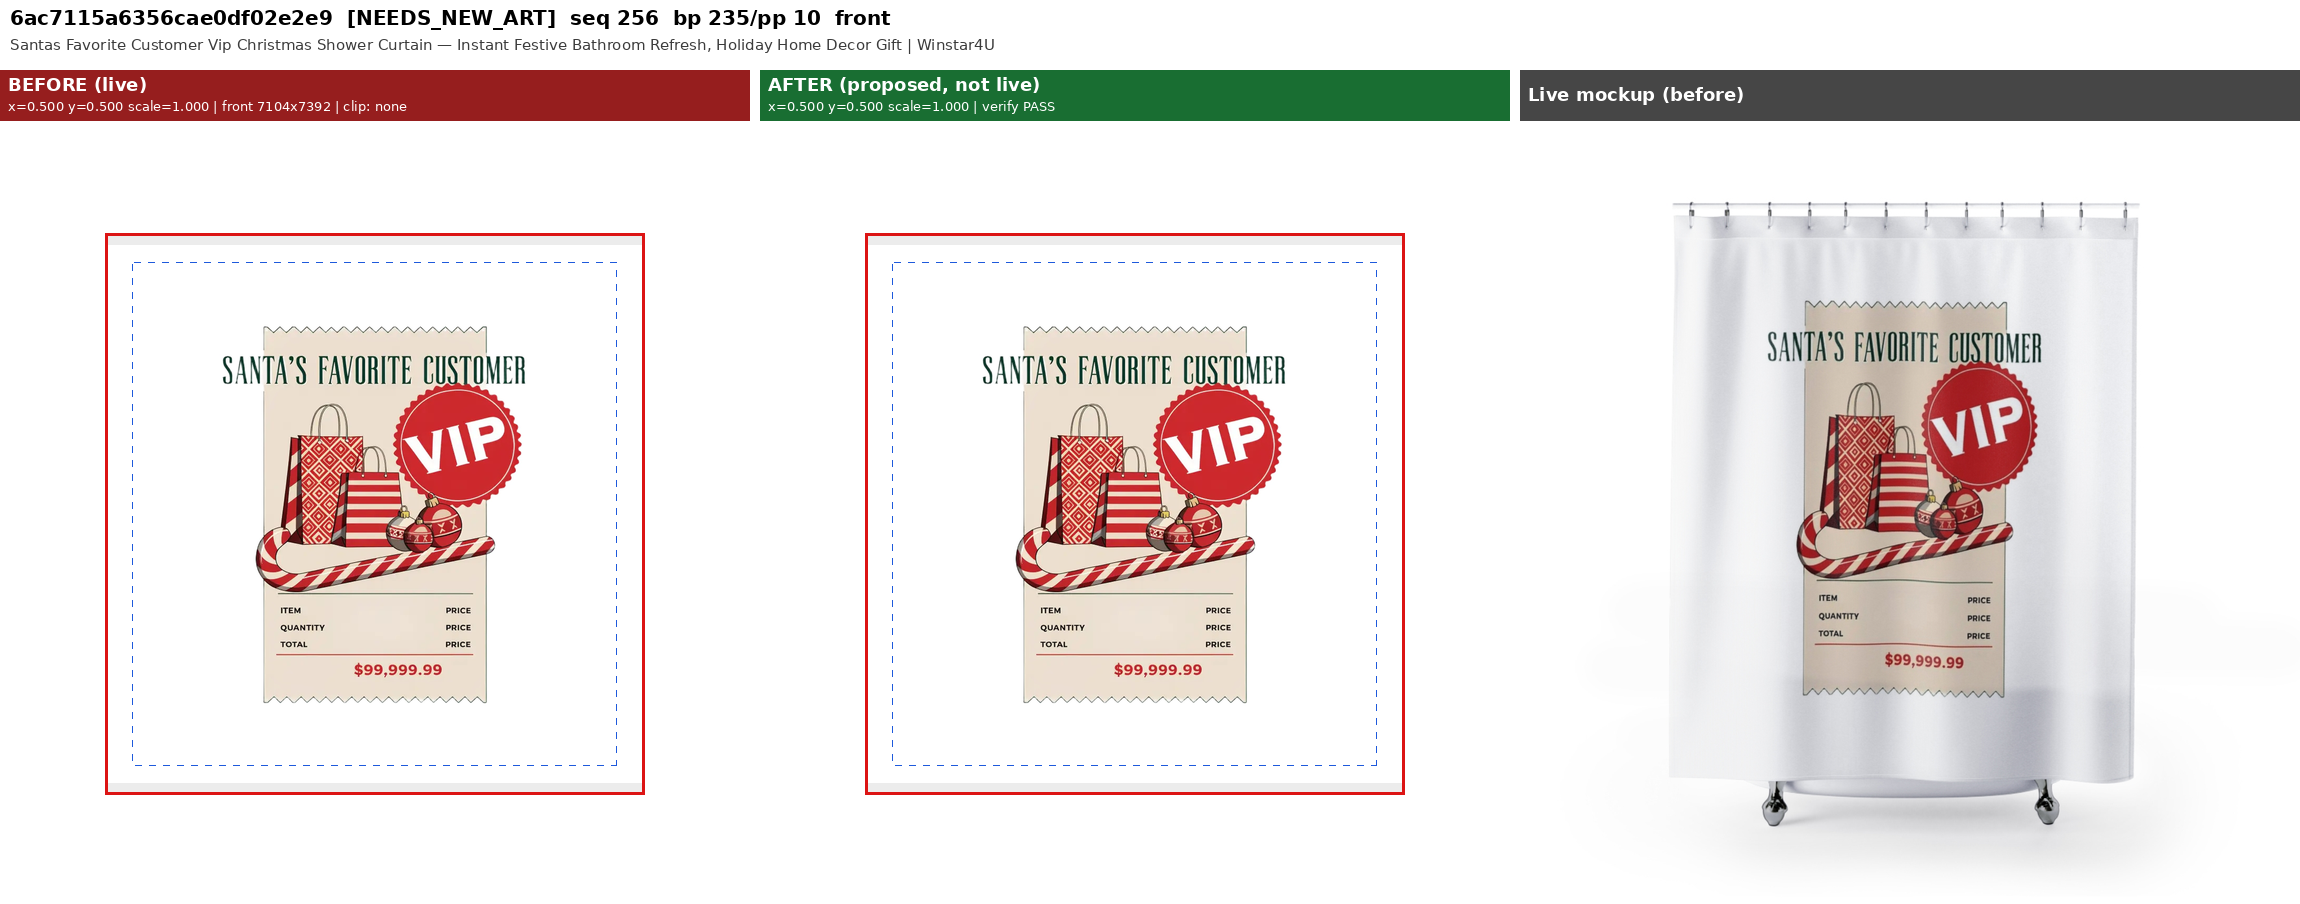 6ac7115a6356cae0df02e2e9 [NEEDS_NEW_ART] seq 256 bp 235/pp 10 front
Santas Favorite Customer Vip Christmas Shower Curtain — Instant Festive Bathroom Refresh, Holiday Home Decor Gift | Winstar4U
BEFORE (live)
x=0.500 y=0.500 scale=1.000 | front 7104x7392 | clip: none
AFTER (proposed, not live)
x=0.500 y=0.500 scale=1.000 | verify PASS
Live mockup (before)
SANTA'S FAVORITE CUSTOMER
VIP
ITEM PRICE
QUANTITY PRICE
TOTAL PRICE
$99,999.99
SANTA'S FAVORITE CUSTOMER
VIP
ITEM PRICE
QUANTITY PRICE
TOTAL PRICE
$99,999.99
SANTA'S FAVORITE CUSTOMER
VIP
ITEM PRICE
QUANTITY PRICE
TOTAL PRICE
$99,999.99